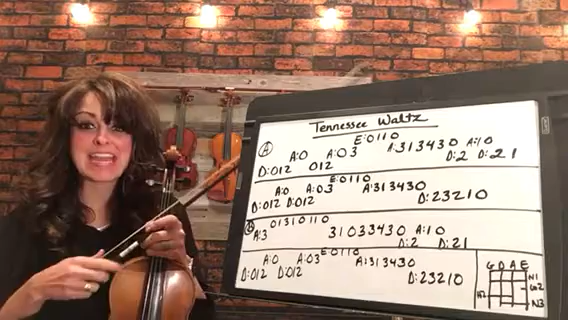 Tennessee Waltz
E:0110
Ⓐ A:0 A:03 A:313430 A:10
D:012 012 D:2 D:21
A:0 A:03 E:0110 A:313430
D:012 D:012 D:23210
Ⓑ 01310110
A:3 31033430 A:10
D:2 D:21
A:0 A:03 E:0110 A:313430
D:012 D:012 D:23210
G D A E
N1
N3